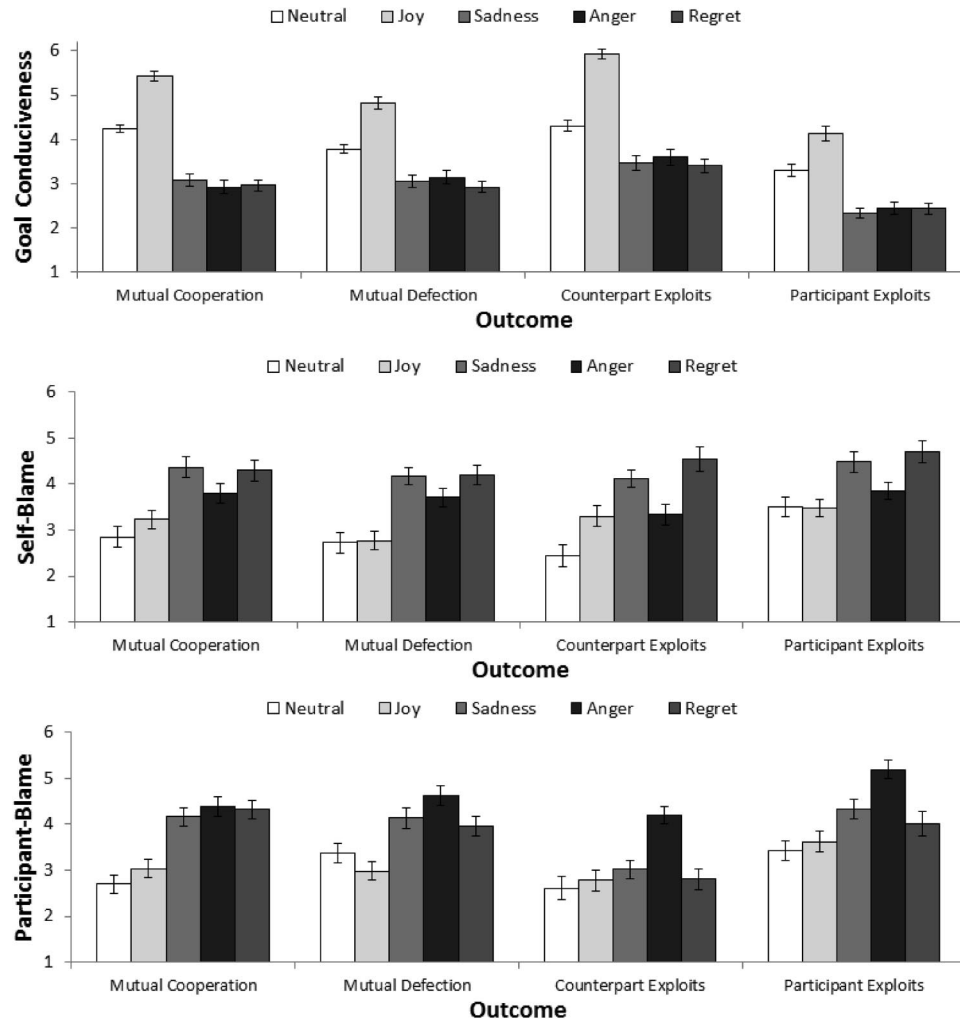 Neutral Joy Sadness Anger Regret
Goal Conduciveness
6
5
4
3
2
1
Mutual Cooperation Mutual Defection Counterpart Exploits Participant Exploits
Outcome
Neutral Joy Sadness Anger Regret
Self-Blame
6
5
4
3
2
1
Mutual Cooperation Mutual Defection Counterpart Exploits Participant Exploits
Outcome
Neutral Joy Sadness Anger Regret
Participant-Blame
6
5
4
3
2
1
Mutual Cooperation Mutual Defection Counterpart Exploits Participant Exploits
Outcome